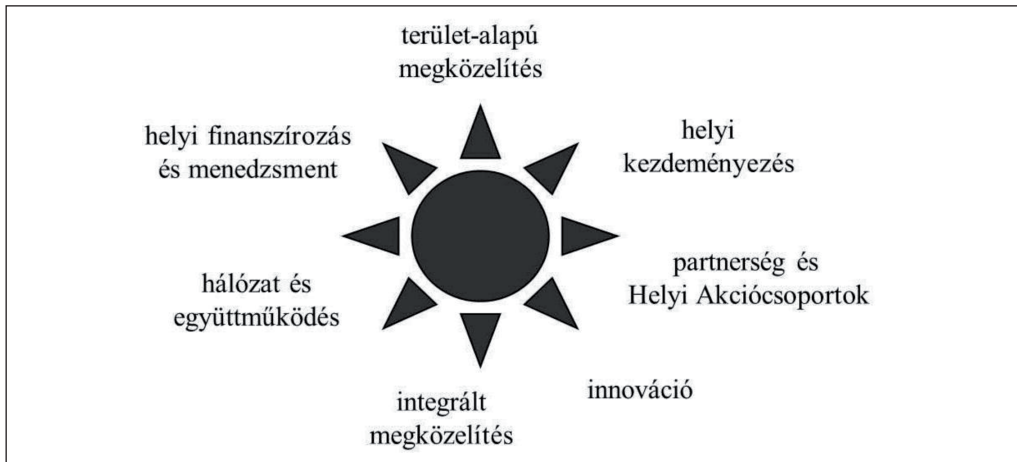 terület-alapú
megközelítés
helyi
kezdeményezés
partnerség és
Helyi Akciócsoportok
innováció
integrált
megközelítés
hálózat és
együttműködés
helyi finanszírozás
és menedzsment